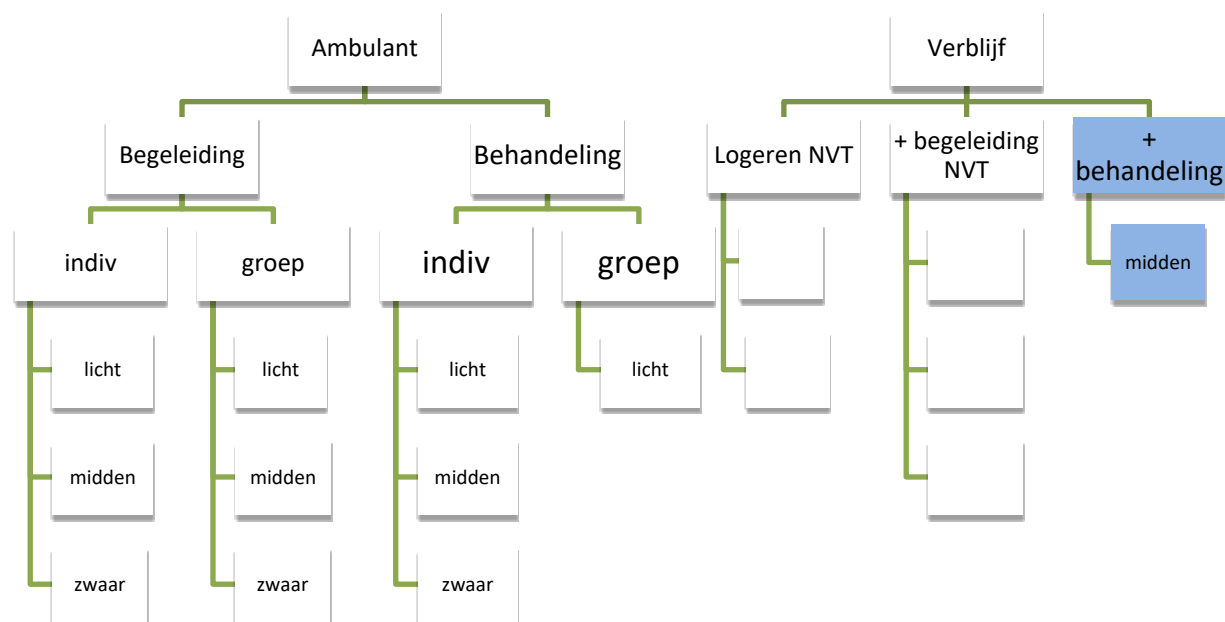 Ambulant
Verblijf
Begeleiding
Behandeling
Logeren NVT
+ begeleiding
NVT
+
behandeling
indiv
groep
indiv
groep
midden
licht
licht
licht
licht
midden
midden
midden
zwaar
zwaar
zwaar